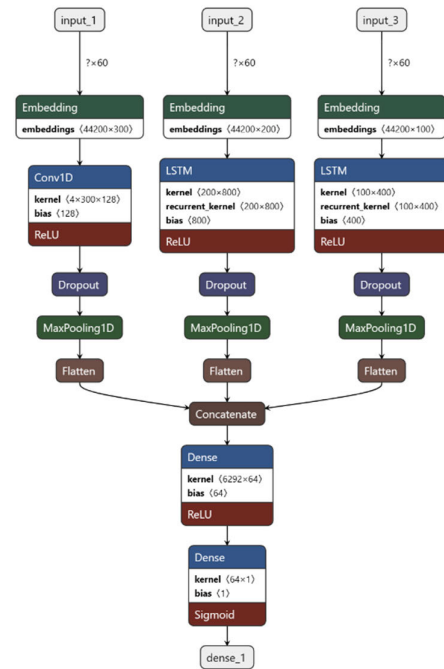 input_1
input_2
input_3
?×60
?×60
?×60
Embedding
embeddings ⟨44200×300⟩
Embedding
embeddings ⟨44200×200⟩
Embedding
embeddings ⟨44200×100⟩
Conv1D
kernel ⟨4×300×128⟩
bias ⟨128⟩
ReLU
LSTM
kernel ⟨200×800⟩
recurrent_kernel ⟨200×800⟩
bias ⟨800⟩
ReLU
LSTM
kernel ⟨100×400⟩
recurrent_kernel ⟨100×400⟩
bias ⟨400⟩
ReLU
Dropout
Dropout
Dropout
MaxPooling1D
MaxPooling1D
MaxPooling1D
Flatten
Flatten
Flatten
Concatenate
Dense
kernel ⟨6292×64⟩
bias ⟨64⟩
ReLU
Dense
kernel ⟨64×1⟩
bias ⟨1⟩
Sigmoid
dense_1